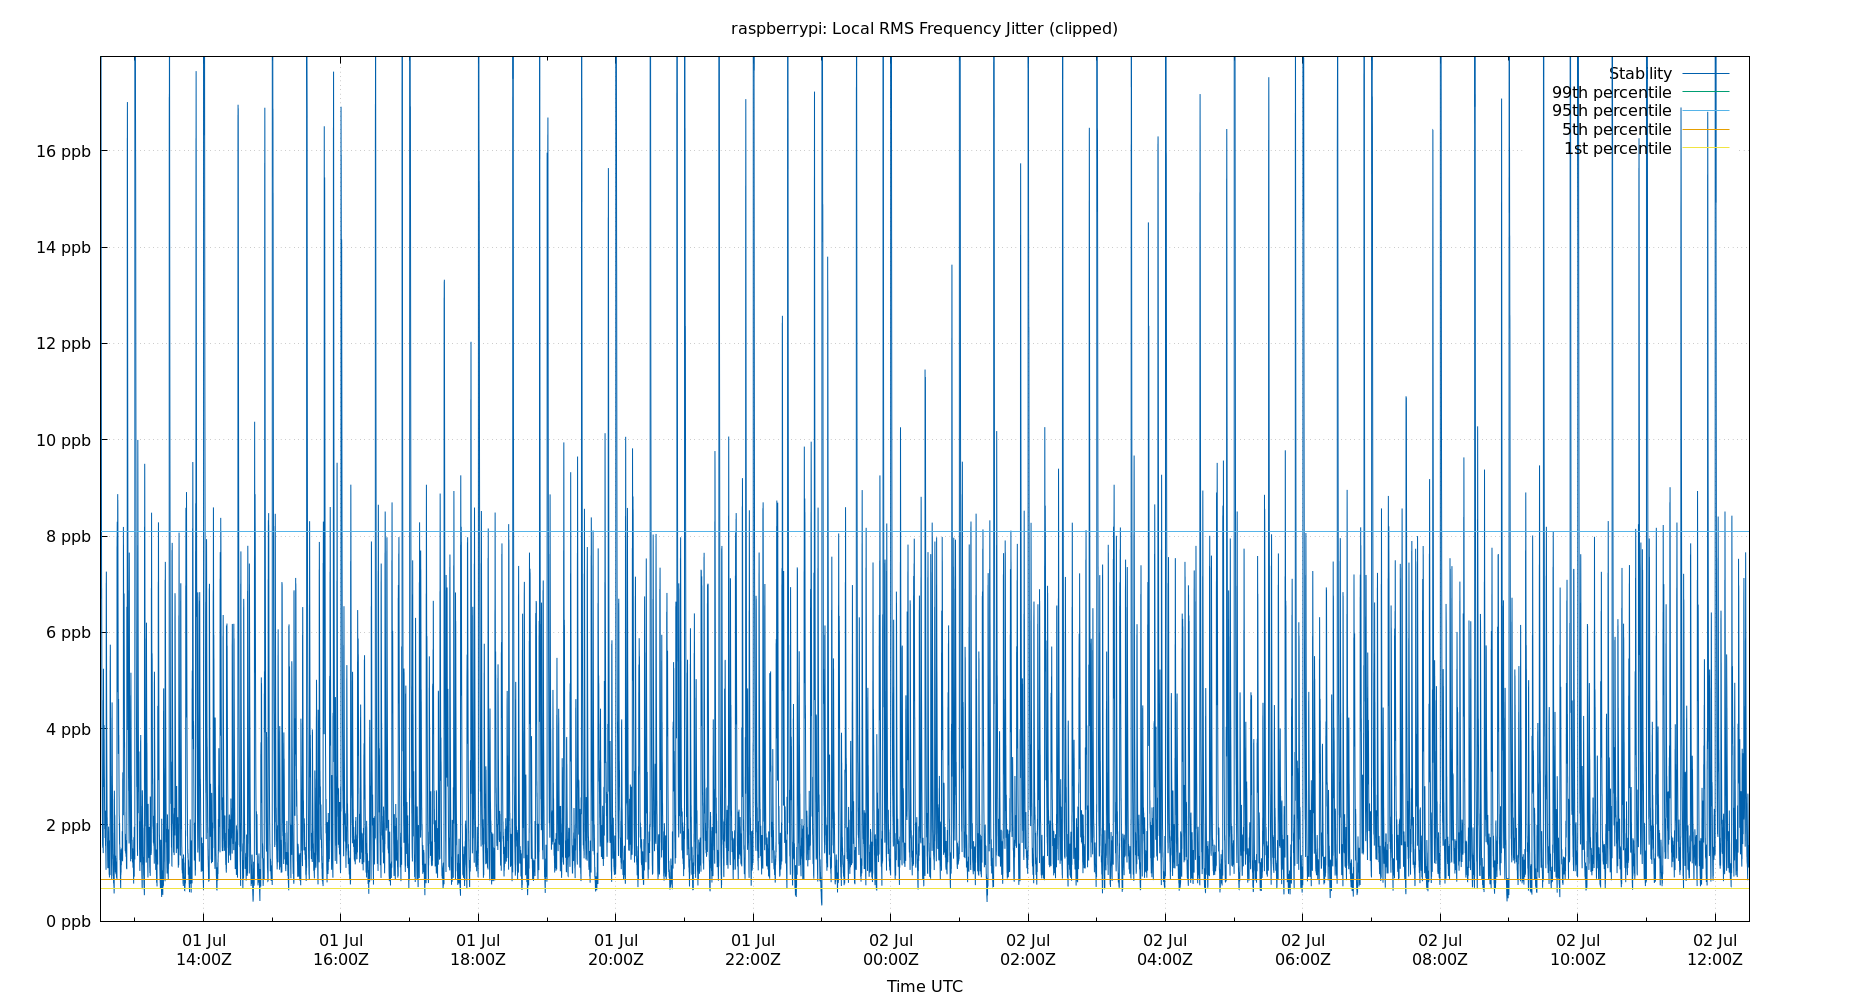 raspberrypi: Local RMS Frequency Jitter (clipped)
Stability
99th percentile
95th percentile
5th percentile
1st percentile
16 ppb
14 ppb
12 ppb
10 ppb
8 ppb
6 ppb
4 ppb
2 ppb
0 ppb
01 Jul 01 Jul 01 Jul 01 Jul 01 Jul 02 Jul 02 Jul 02 Jul 02 Jul 02 Jul 02 Jul 02 Jul
14:00Z 16:00Z 18:00Z 20:00Z 22:00Z 00:00Z 02:00Z 04:00Z 06:00Z 08:00Z 10:00Z 12:00Z
Time UTC